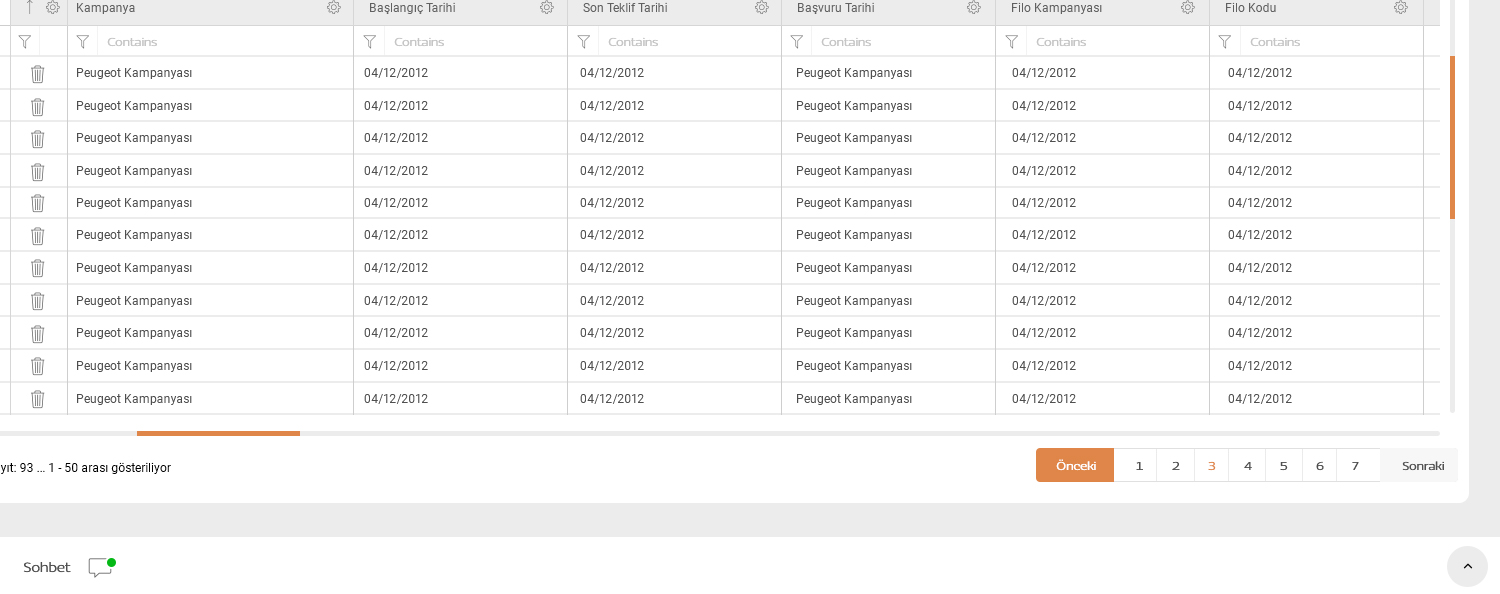 Kampanya Başlangıç Tarihi Son Teklif Tarihi Başvuru Tarihi Filo Kampanyası Filo Kodu
Contains Contains Contains Contains Contains Contains
Peugeot Kampanyası 04/12/2012 04/12/2012 Peugeot Kampanyası 04/12/2012 04/12/2012
Peugeot Kampanyası 04/12/2012 04/12/2012 Peugeot Kampanyası 04/12/2012 04/12/2012
Peugeot Kampanyası 04/12/2012 04/12/2012 Peugeot Kampanyası 04/12/2012 04/12/2012
Peugeot Kampanyası 04/12/2012 04/12/2012 Peugeot Kampanyası 04/12/2012 04/12/2012
Peugeot Kampanyası 04/12/2012 04/12/2012 Peugeot Kampanyası 04/12/2012 04/12/2012
Peugeot Kampanyası 04/12/2012 04/12/2012 Peugeot Kampanyası 04/12/2012 04/12/2012
Peugeot Kampanyası 04/12/2012 04/12/2012 Peugeot Kampanyası 04/12/2012 04/12/2012
Peugeot Kampanyası 04/12/2012 04/12/2012 Peugeot Kampanyası 04/12/2012 04/12/2012
Peugeot Kampanyası 04/12/2012 04/12/2012 Peugeot Kampanyası 04/12/2012 04/12/2012
Peugeot Kampanyası 04/12/2012 04/12/2012 Peugeot Kampanyası 04/12/2012 04/12/2012
Peugeot Kampanyası 04/12/2012 04/12/2012 Peugeot Kampanyası 04/12/2012 04/12/2012
yıt: 93 ... 1 - 50 arası gösteriliyor Önceki 1 2 3 4 5 6 7 Sonraki
Sohbet